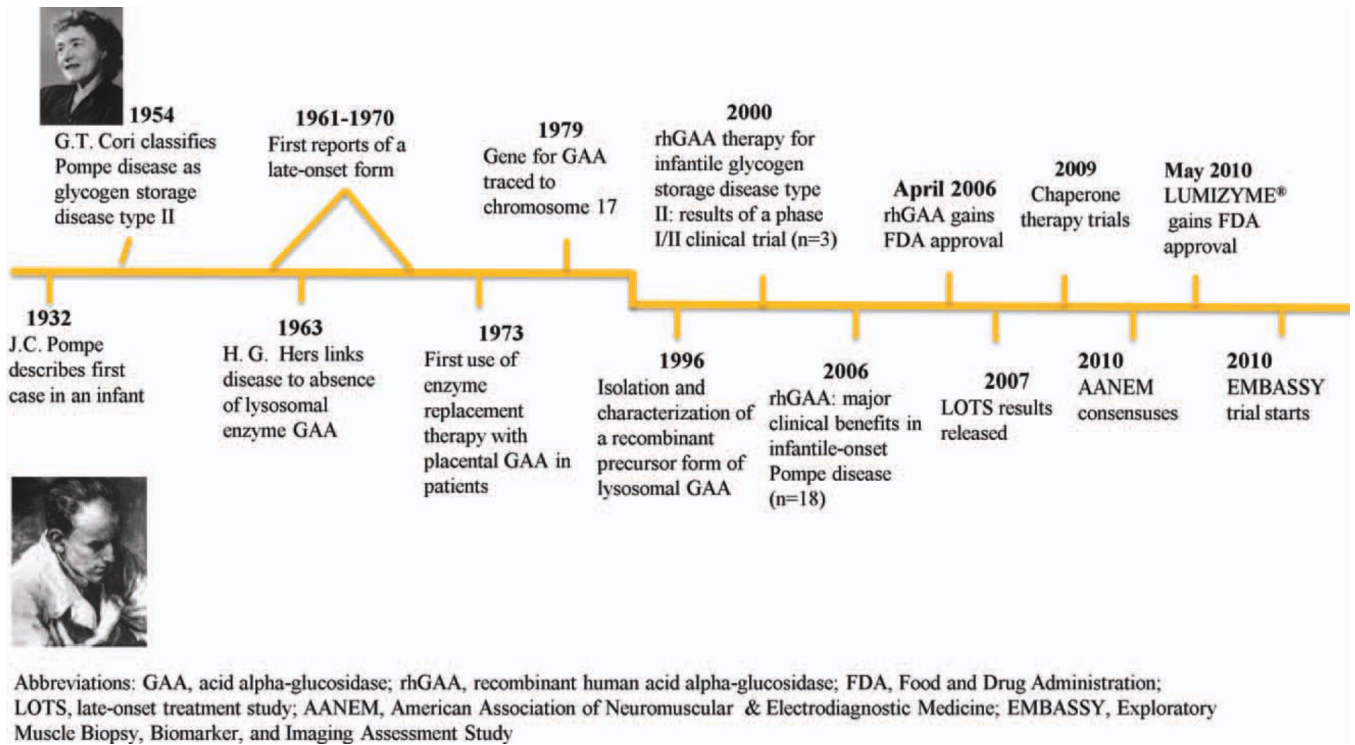 1954
G.T. Cori classifies
Pompe disease as
glycogen storage
disease type II
1961-1970
First reports of a
late-onset form
1979
Gene for GAA
traced to
chromosome 17
2000
rhGAA therapy for
infantile glycogen
storage disease type
II: results of a phase
I/II clinical trial (n=3)
April 2006
rhGAA gains
FDA approval
2009
Chaperone
therapy trials
May 2010
LUMIZYME®
gains FDA
approval
1932
J.C. Pompe
describes first
case in an infant
1963
H. G. Hers links
disease to absence
of lysosomal
enzyme GAA
1973
First use of
enzyme
replacement
therapy with
placental GAA in
patients
1996
Isolation and
characterization of
a recombinant
precursor form of
lysosomal GAA
2006
rhGAA: major
clinical benefits in
infantile-onset
Pompe disease
(n=18)
2007
LOTS results
released
2010
AANEM
consensuses
2010
EMBASSY
trial starts
Abbreviations: GAA, acid alpha-glucosidase; rhGAA, recombinant human acid alpha-glucosidase; FDA, Food and Drug Administration;
LOTS, late-onset treatment study; AANEM, American Association of Neuromuscular & Electrodiagnostic Medicine; EMBASSY, Exploratory
Muscle Biopsy, Biomarker, and Imaging Assessment Study